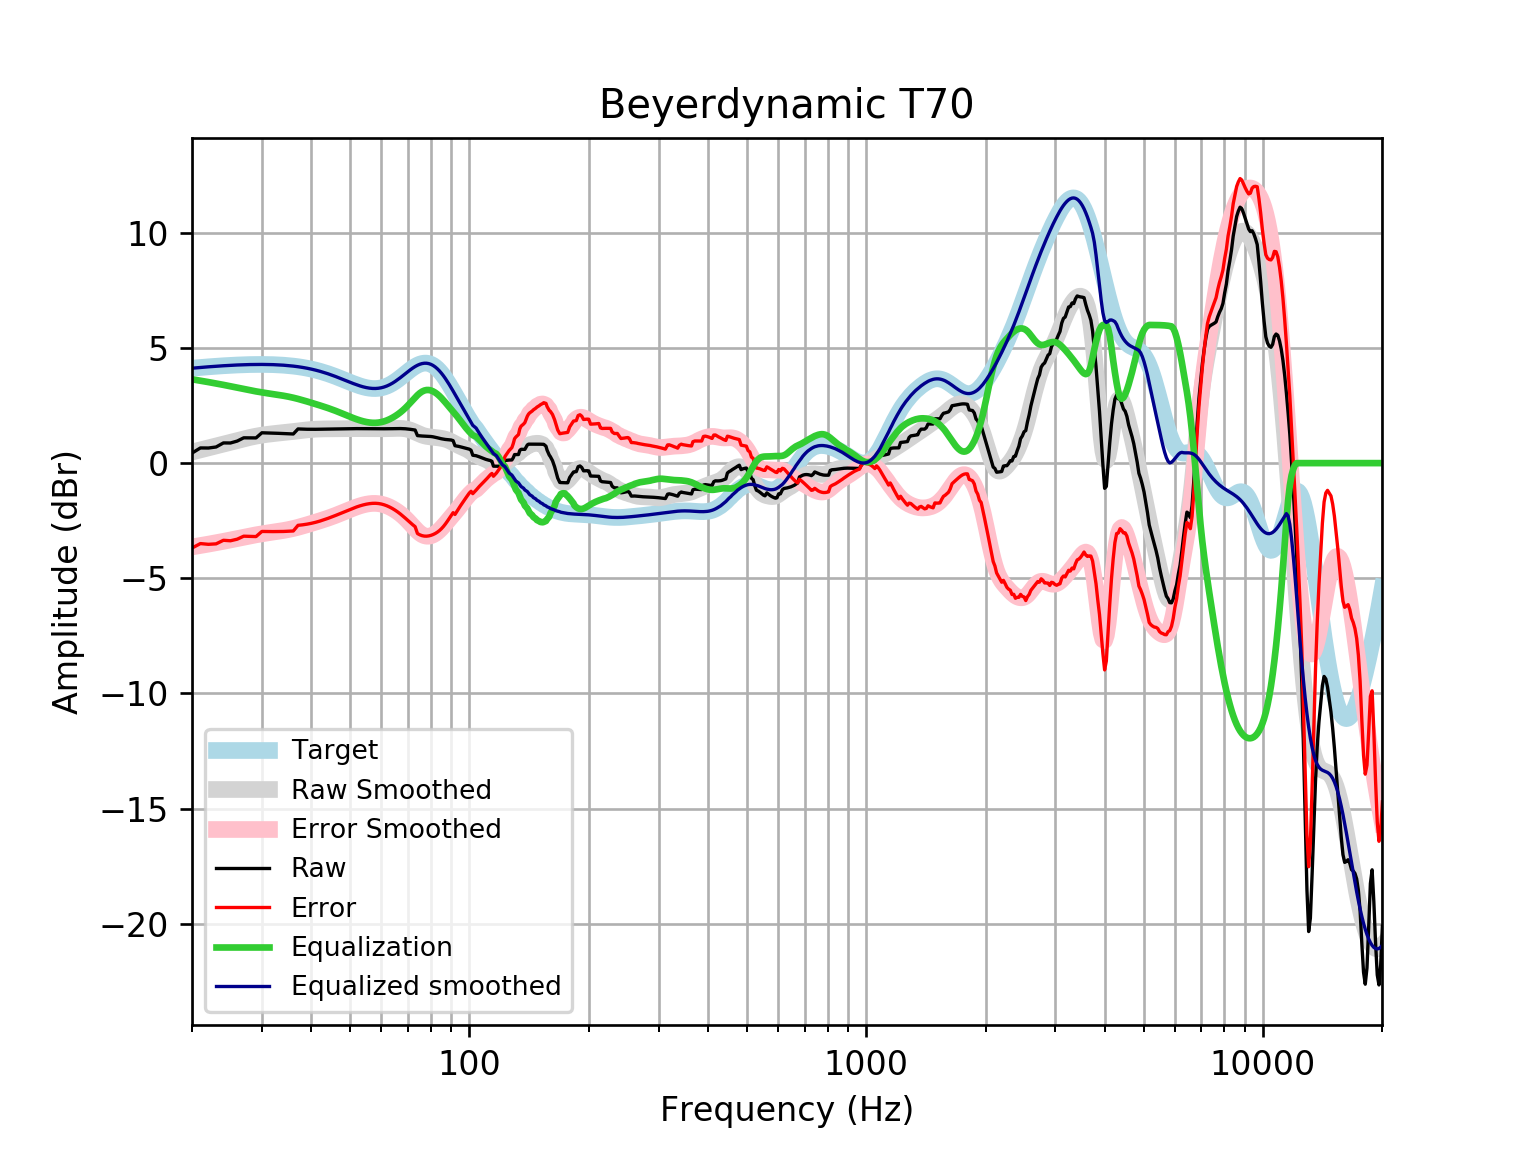 Beyerdynamic T70
Amplitude (dBr)
10
5
0
−5
−10
−15
−20
Target
Raw Smoothed
Error Smoothed
Raw
Error
Equalization
Equalized smoothed
100
1000
10000
Frequency (Hz)